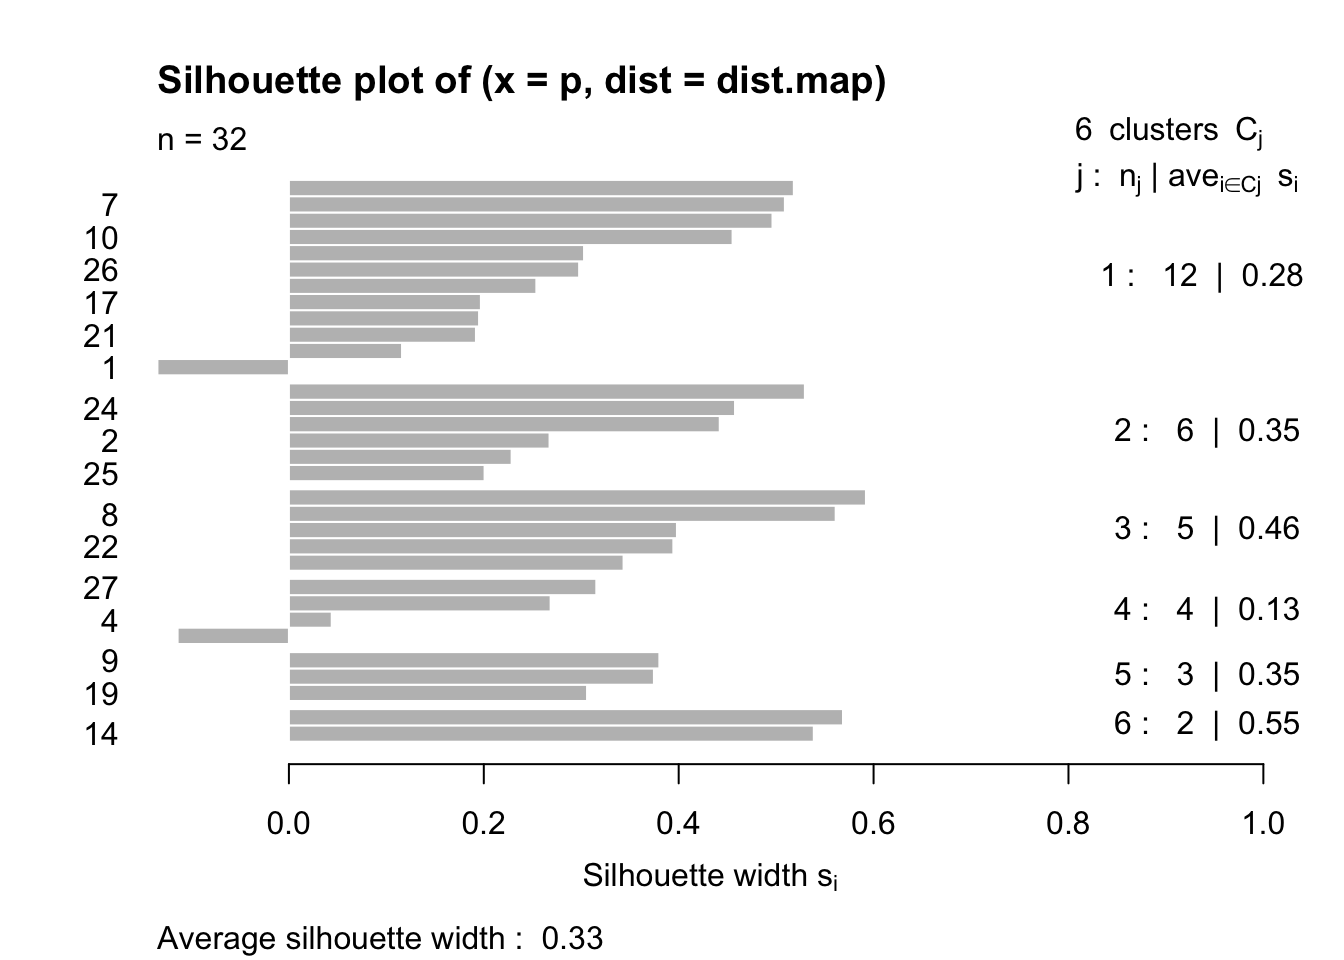 Silhouette plot of (x = p, dist = dist.map)
n = 32
6 clusters Cj
j : nj | avei∈Cj si
7
10
26
17
21
1
1 : 12 | 0.28
24
2
25
2 : 6 | 0.35
8
22
3 : 5 | 0.46
27
4
4 : 4 | 0.13
9
19
5 : 3 | 0.35
14
6 : 2 | 0.55
0.0 0.2 0.4 0.6 0.8 1.0
Silhouette width si
Average silhouette width : 0.33